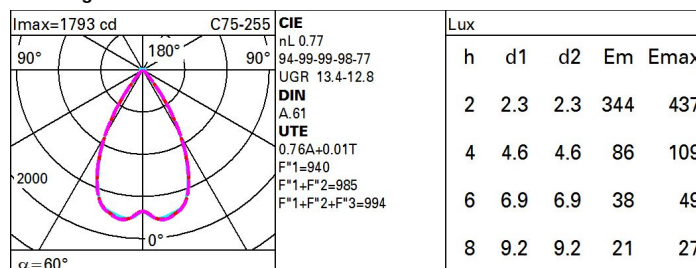 Imax=1793 cd C75-255
90° 180° 90°
2000
0°
α=60°
CIE
nL 0.77
94-99-99-98-77
UGR 13.4-12.8
DIN
A.61
UTE
0.76A+0.01T
F"1=940
F"1+F"2=985
F"1+F"2+F"3=994
Lux
h d1 d2 Em Emax
2 2.3 2.3 344 437
4 4.6 4.6 86 109
6 6.9 6.9 38 49
8 9.2 9.2 21 27